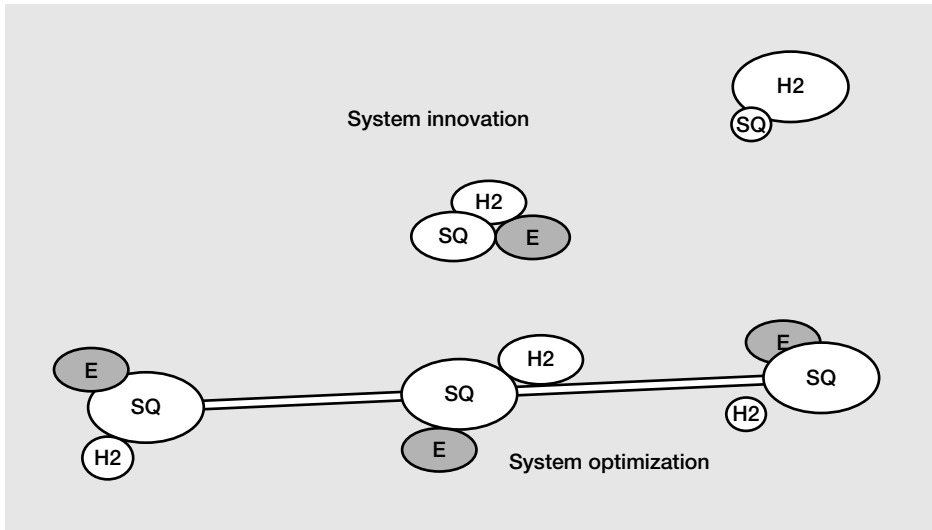 H2
System innovation
SQ
H2
SQ
E
E
E
H2
SQ
SQ
SQ
H2
E
H2
System optimization